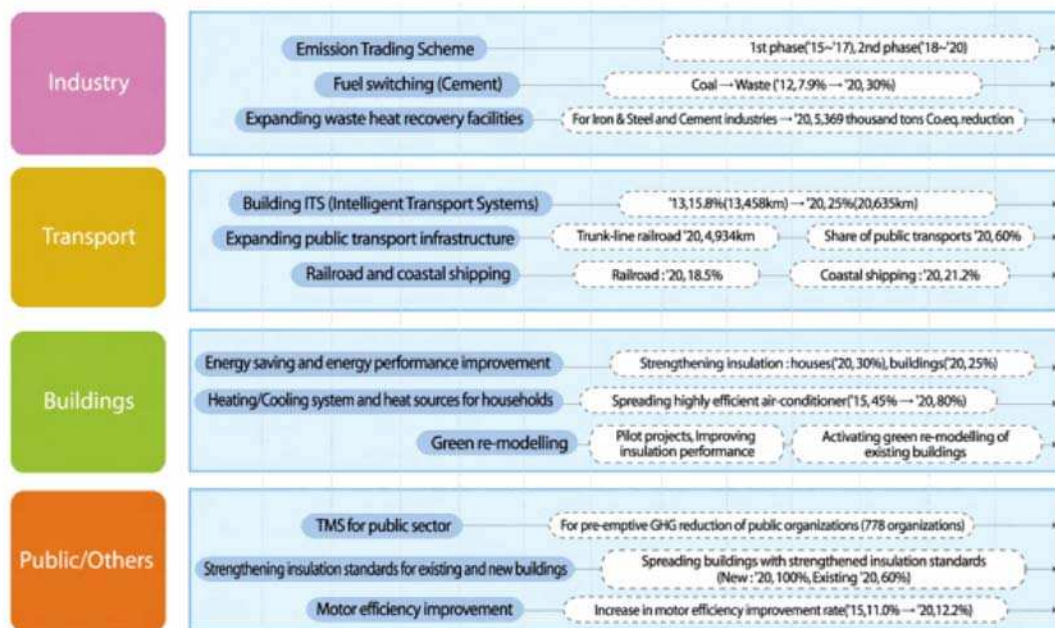 Industry
Emission Trading Scheme
1st phase('15~'17), 2nd phase('18~'20)
Fuel switching (Cement)
Coal → Waste ('12, 7.9% → '20, 30%)
Expanding waste heat recovery facilities
For Iron & Steel and Cement industries → '20, 5,369 thousand tons Co₂eq. reduction
Transport
Building ITS (Intelligent Transport Systems)
'13,15.8%(13,458km) → '20, 25%(20,635km)
Expanding public transport infrastructure
Trunk-line railroad '20, 4,934km
Share of public transports '20, 60%
Railroad and coastal shipping
Railroad : '20, 18.5%
Coastal shipping : '20, 21.2%
Buildings
Energy saving and energy performance improvement
Strengthening insulation : houses('20, 30%), buildings('20, 25%)
Heating/Cooling system and heat sources for households
Spreading highly efficient air-conditioner('15, 45% → '20, 80%)
Green re-modelling
Pilot projects, Improving
insulation performance
Activating green re-modelling of
existing buildings
Public/Others
TMS for public sector
For pre-emptive GHG reduction of public organizations (778 organizations)
Strengthening insulation standards for existing and new buildings
Spreading buildings with strengthened insulation standards
(New : '20, 100%, Existing '20, 60%)
Motor efficiency improvement
Increase in motor efficiency improvement rate('15,11.0% → '20,12.2%)